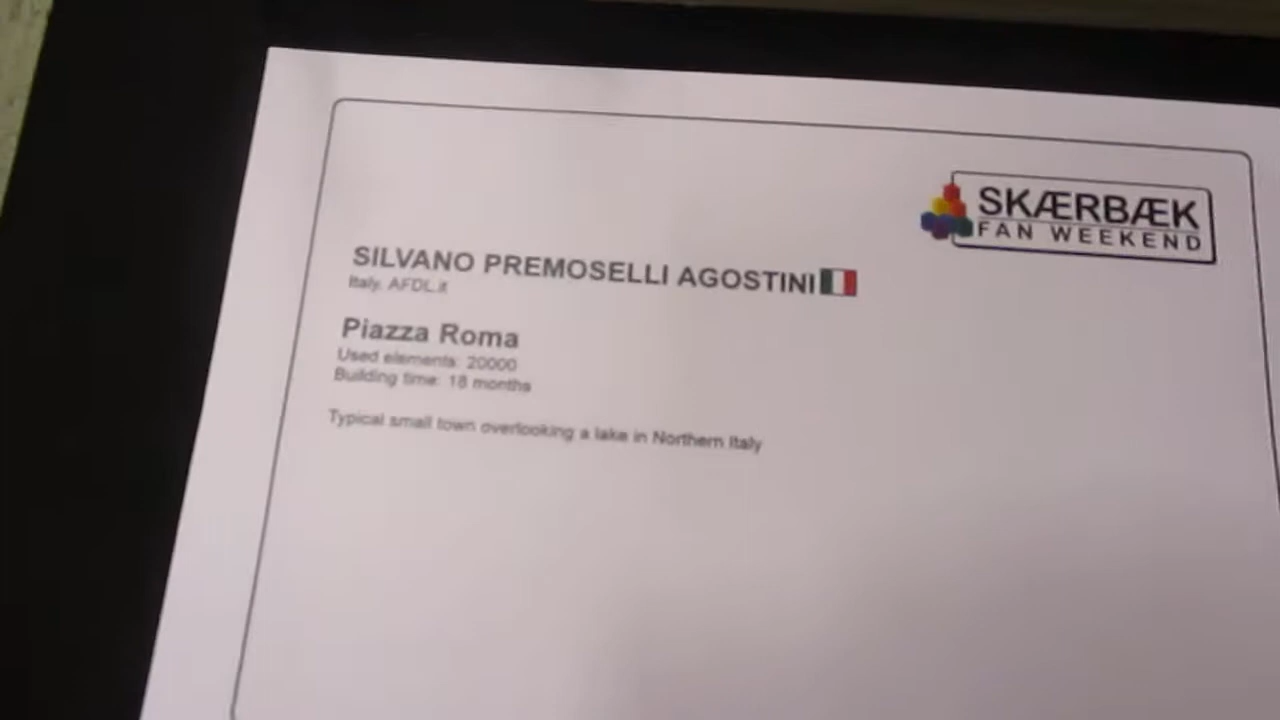 SKÆRBÆK
FAN WEEKEND
SILVANO PREMOSELLI AGOSTINI
Italy, AFDL.it
Piazza Roma
Used elements: 20000
Building time: 18 months
Typical small town overlooking a lake in Northern Italy